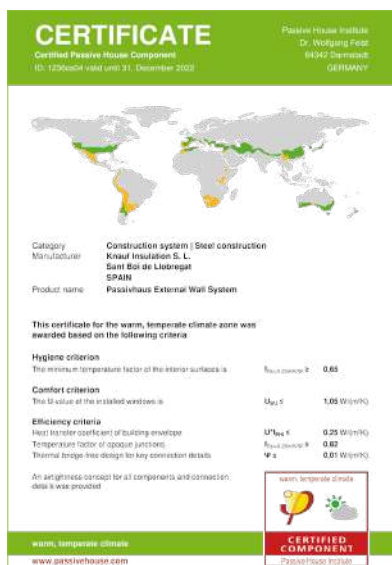 CERTIFICATE
Certified Passive House Component
valid until 31. December 2022
Passive House Institute
Dr. Wolfgang Feist
64342 Darmstadt
GERMANY
Category Construction system | Steel construction
Manufacturer Knauf Insulation S. L.
Sant Boi de Llobregat
SPAIN
Product name Passivhaus External Wall System
This certificate for the warm, temperate climate zone was
awarded based on the following criteria
Hygiene criterion
The minimum temperature factor of the interior surfaces is ≥ 0,65
Comfort criterion
The U-value of the installed windows is ≤ 1,05 W/(m²K)
Efficiency criteria
Heat transfer coefficient of building envelope ≤ 0,25 W/(m²K)
Temperature factor of opaque junctions ≥ 0,82
Thermal bridge-free design for key connection details Ψ ≤ 0,01 W/(mK)
An airtightness concept for all components and connection
details was provided
warm, temperate climate
CERTIFIED
COMPONENT
Passive House Institute
warm, temperate climate
www.passivehouse.com